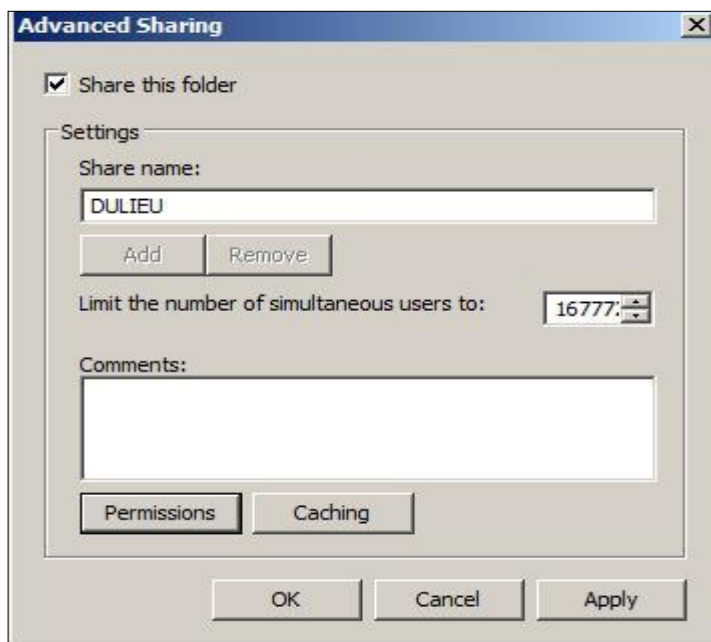 Advanced Sharing
Share this folder
Settings
Share name:
DULIEU
Add Remove
Limit the number of simultaneous users to:
Comments:
Permissions Caching
OK Cancel Apply